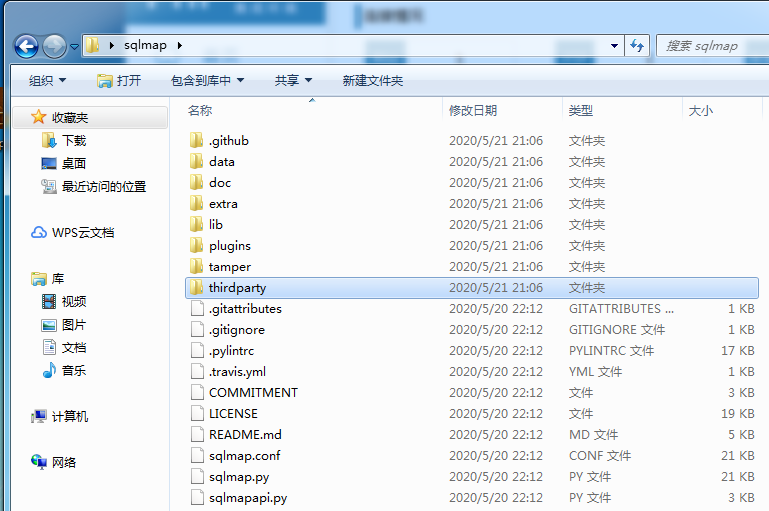 sqlmap
搜索 sqlmap
组织 打开 包含到库中 共享 新建文件夹
收藏夹
下载
桌面
最近访问的位置
WPS云文档
库
视频
图片
文档
音乐
计算机
网络
名称 修改日期 类型 大小
.github 2020/5/21 21:06 文件夹
data 2020/5/21 21:06 文件夹
doc 2020/5/21 21:06 文件夹
extra 2020/5/21 21:06 文件夹
lib 2020/5/21 21:06 文件夹
plugins 2020/5/21 21:06 文件夹
tamper 2020/5/21 21:06 文件夹
thirdparty 2020/5/21 21:06 文件夹
.gitattributes 2020/5/20 22:12 GITATTRIBUTES ... 1 KB
.gitignore 2020/5/20 22:12 GITIGNORE 文件 1 KB
.pylintrc 2020/5/20 22:12 PYLINTRC 文件 17 KB
.travis.yml 2020/5/20 22:12 YML 文件 1 KB
COMMITMENT 2020/5/20 22:12 文件 3 KB
LICENSE 2020/5/20 22:12 文件 19 KB
README.md 2020/5/20 22:12 MD 文件 5 KB
sqlmap.conf 2020/5/20 22:12 CONF 文件 21 KB
sqlmap.py 2020/5/20 22:12 PY 文件 21 KB
sqlmapapi.py 2020/5/20 22:12 PY 文件 3 KB